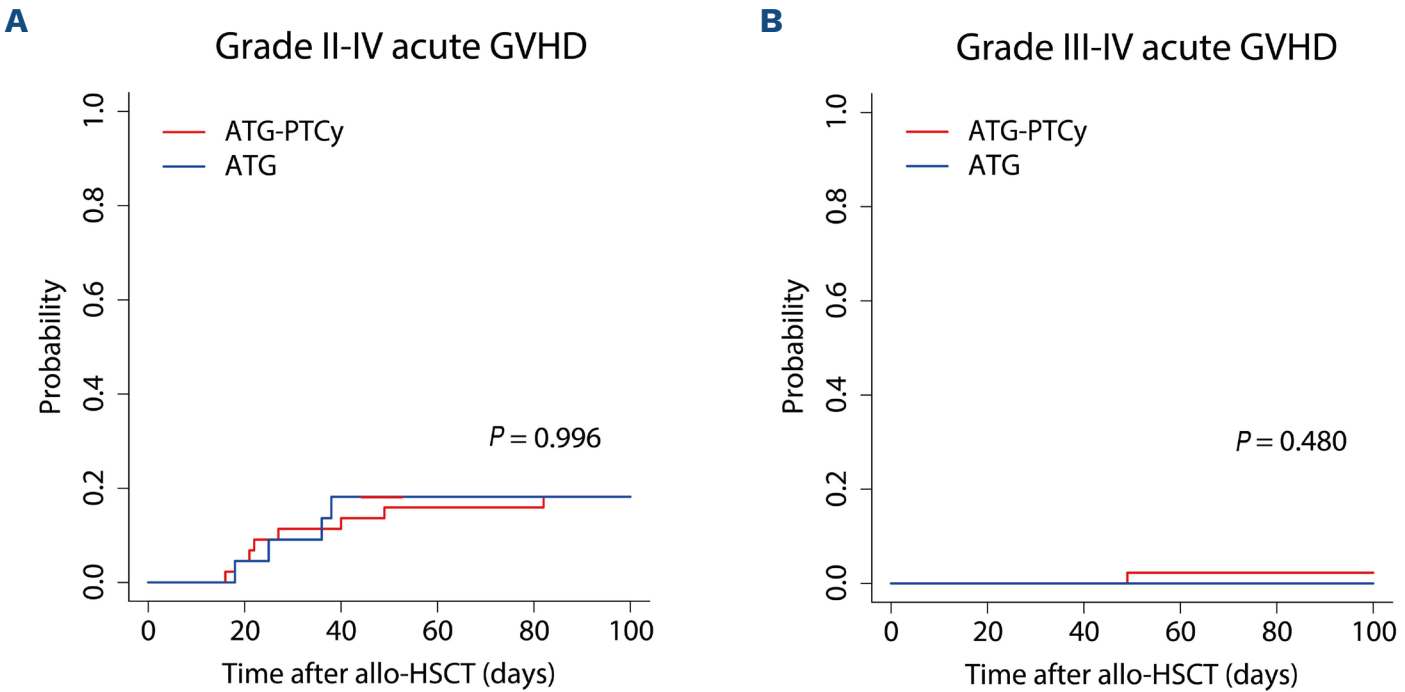 A
Grade II-IV acute GVHD
1.0
0.8
0.6
0.4
0.2
0.0
Probability
ATG-PTCy
ATG
P = 0.996
0 20 40 60 80 100
Time after allo-HSCT (days)
B
Grade III-IV acute GVHD
1.0
0.8
0.6
0.4
0.2
0.0
Probability
ATG-PTCy
ATG
P = 0.480
0 20 40 60 80 100
Time after allo-HSCT (days)